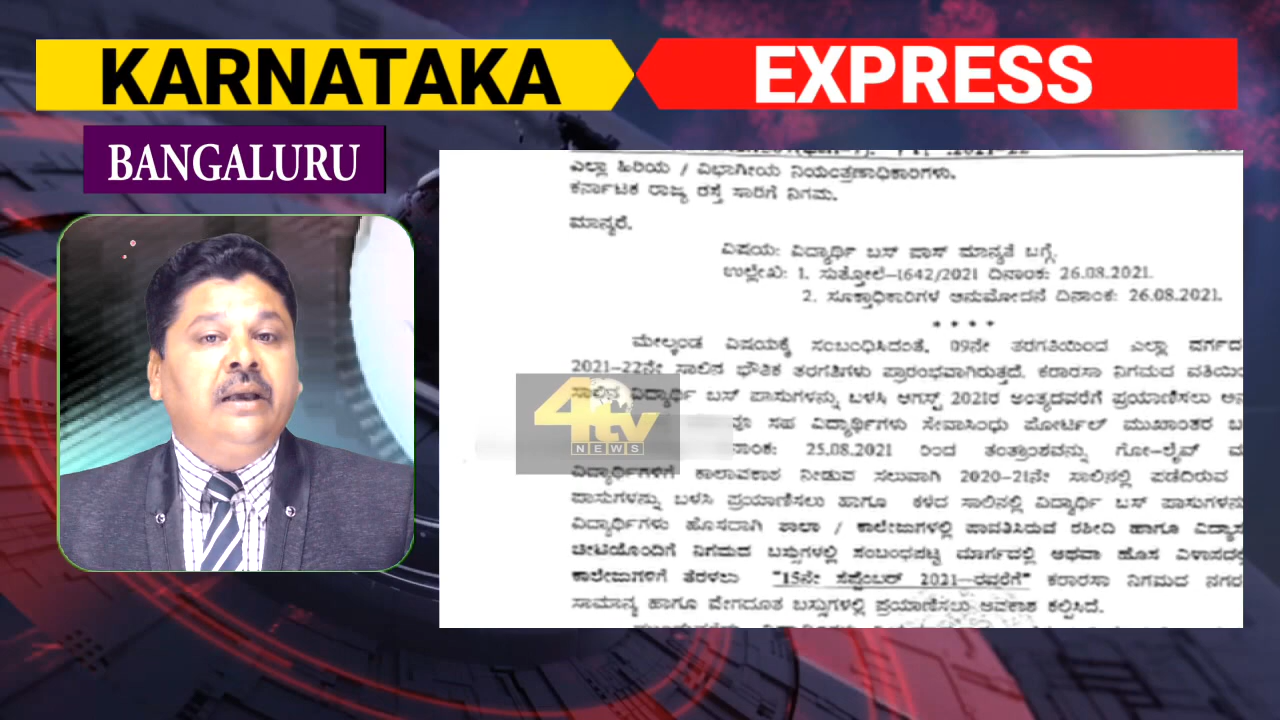 KARNATAKA
EXPRESS
BANGALURU
ಎಲ್ಲಾ ಹಿರಿಯ / ವಿಭಾಗೀಯ ನಿಯಂತ್ರಣಾಧಿಕಾರಿಗಳು.
ಕರ್ನಾಟಕ ರಾಜ್ಯ ರಸ್ತೆ ಸಾರಿಗೆ ನಿಗಮ.
ಮಾನ್ಯರೆ.
ವಿಷಯ: ವಿದ್ಯಾರ್ಥಿ ಬಸ್ ಪಾಸ್ ಮಾನ್ಯತೆ ಬಗ್ಗೆ.
ಉಲ್ಲೇಖ: 1. ಸುತ್ತೋಲೆ-1642/2021 ದಿನಾಂಕ: 26.08.2021.
2. ಸೂಕ್ತಾಧಿಕಾರಿಗಳ ಅನುಮೋದನೆ ದಿನಾಂಕ: 26.08.2021.
* * * *
ಮೇಲ್ಕಂಡ ವಿಷಯಕ್ಕೆ ಸಂಬಂಧಿಸಿದಂತೆ, 09ನೇ ತರಗತಿಯಿಂದ ಎಲ್ಲಾ ವರ್ಗದ
2021-22ನೇ ಸಾಲಿನ ಭೌತಿಕ ತರಗತಿಗಳು ಪ್ರಾರಂಭವಾಗಿರುತ್ತದೆ. ಕರಾರಸಾ ನಿಗಮದ ವತಿಯಿಂ
ಸಾಲಿನ ವಿದ್ಯಾರ್ಥಿ ಬಸ್ ಪಾಸುಗಳನ್ನು ಬಳಸಿ ಆಗಸ್ಟ್ 2021ರ ಅಂತ್ಯದವರೆಗೆ ಪ್ರಯಾಣಿಸಲು ಅನ
ಸಹ ವಿದ್ಯಾರ್ಥಿಗಳು ಸೇವಾಸಿಂಧು ಪೋರ್ಟಲ್ ಮುಖಾಂತರ ಬ
4tv
NEWS
ನಾಂಕ: 25.08.2021 ರಿಂದ ತಂತ್ರಾಂಶವನ್ನು ಗೋ-ಲೈವ್ ಮ
ವಿದ್ಯಾರ್ಥಿಗಳಿಗೆ ಕಾಲಾವಕಾಶ ನೀಡುವ ಸಲುವಾಗಿ 2020-21ನೇ ಸಾಲಿನಲ್ಲಿ ಪಡೆದಿರುವ
ಪಾಸುಗಳನ್ನು ಬಳಸಿ ಪ್ರಯಾಣಿಸಲು ಹಾಗೂ ಕಳೆದ ಸಾಲಿನಲ್ಲಿ ವಿದ್ಯಾರ್ಥಿ ಬಸ್ ಪಾಸುಗಳನ
ವಿದ್ಯಾರ್ಥಿಗಳು ಹೊಸದಾಗಿ ಶಾಲಾ / ಕಾಲೇಜುಗಳಲ್ಲಿ ಪಾವತಿಸಿರುವ ರಶೀದಿ ಹಾಗೂ ವಿದ್ಯಾ
ಚೀಟಿಯೊಂದಿಗೆ ನಿಗಮದ ಬಸ್ಸುಗಳಲ್ಲಿ ಸಂಬಂಧಪಟ್ಟ ಮಾರ್ಗದಲ್ಲಿ ಅಥವಾ ಹೊಸ ವಿಳಾಸದ
ಕಾಲೇಜುಗಳಿಗೆ ತೆರಳಲು "15ನೇ ಸೆಪ್ಟೆಂಬರ್ 2021-ರವರೆಗೆ" ಕರಾರಸಾ ನಿಗಮದ ನಗರ
ಸಾಮಾನ್ಯ ಹಾಗೂ ವೇಗದೂತ ಬಸ್ಸುಗಳಲ್ಲಿ ಪ್ರಯಾಣಿಸಲು ಅವಕಾಶ ಕಲ್ಪಿಸಿದೆ.